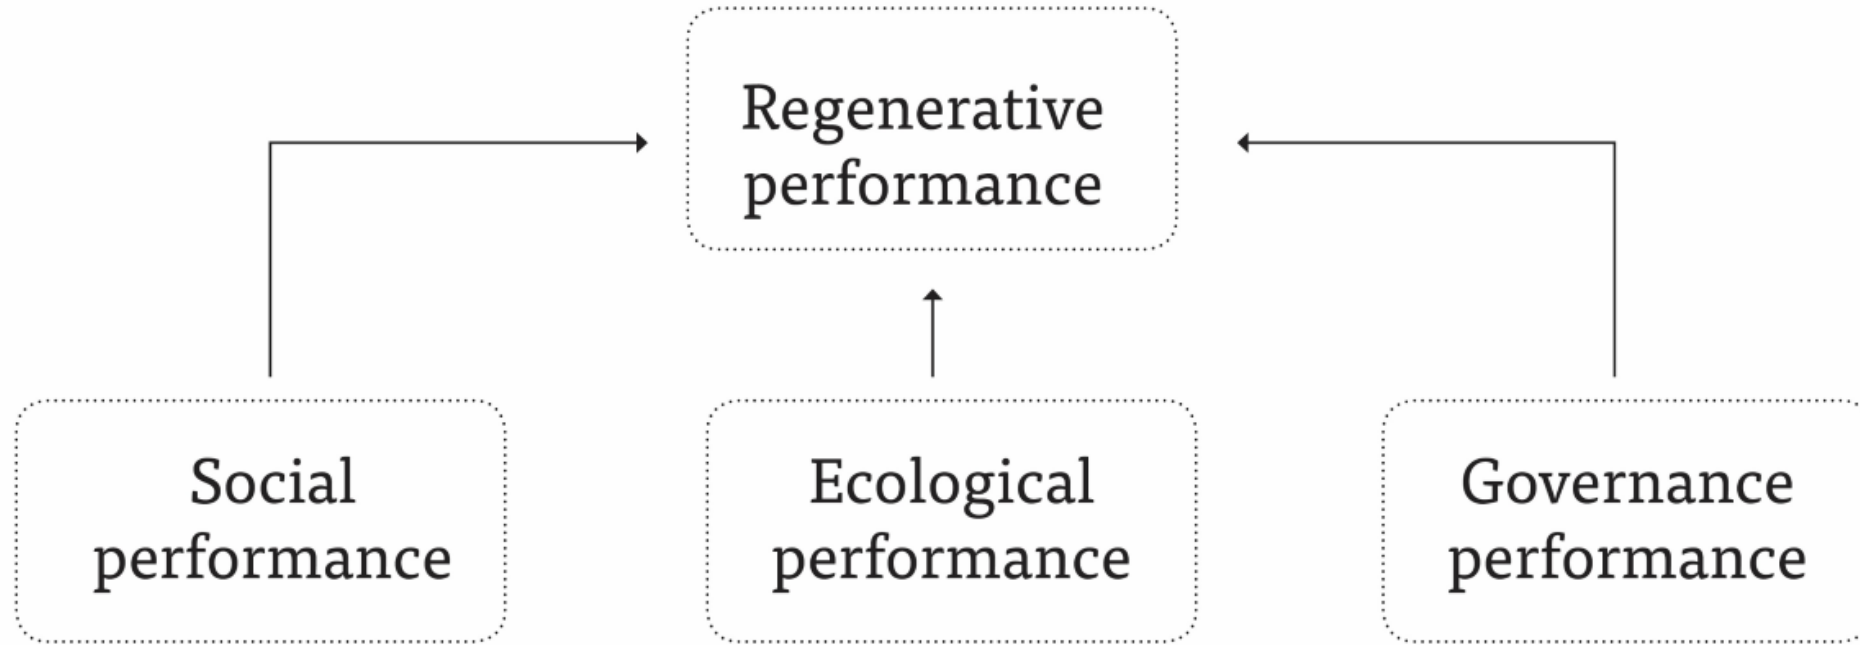 Regenerative
performance
Social
performance
Ecological
performance
Governance
performance